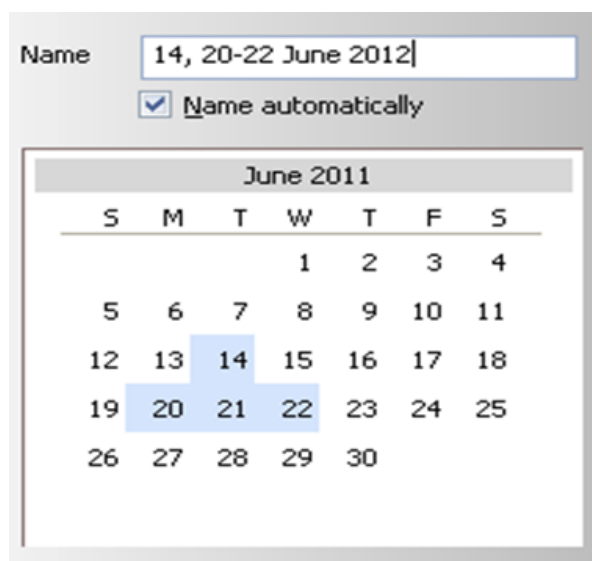 Name 14, 20-22 June 2012
Name automatically
June 2011
S M T W T F S
1 2 3 4
5 6 7 8 9 10 11
12 13 14 15 16 17 18
19 20 21 22 23 24 25
26 27 28 29 30